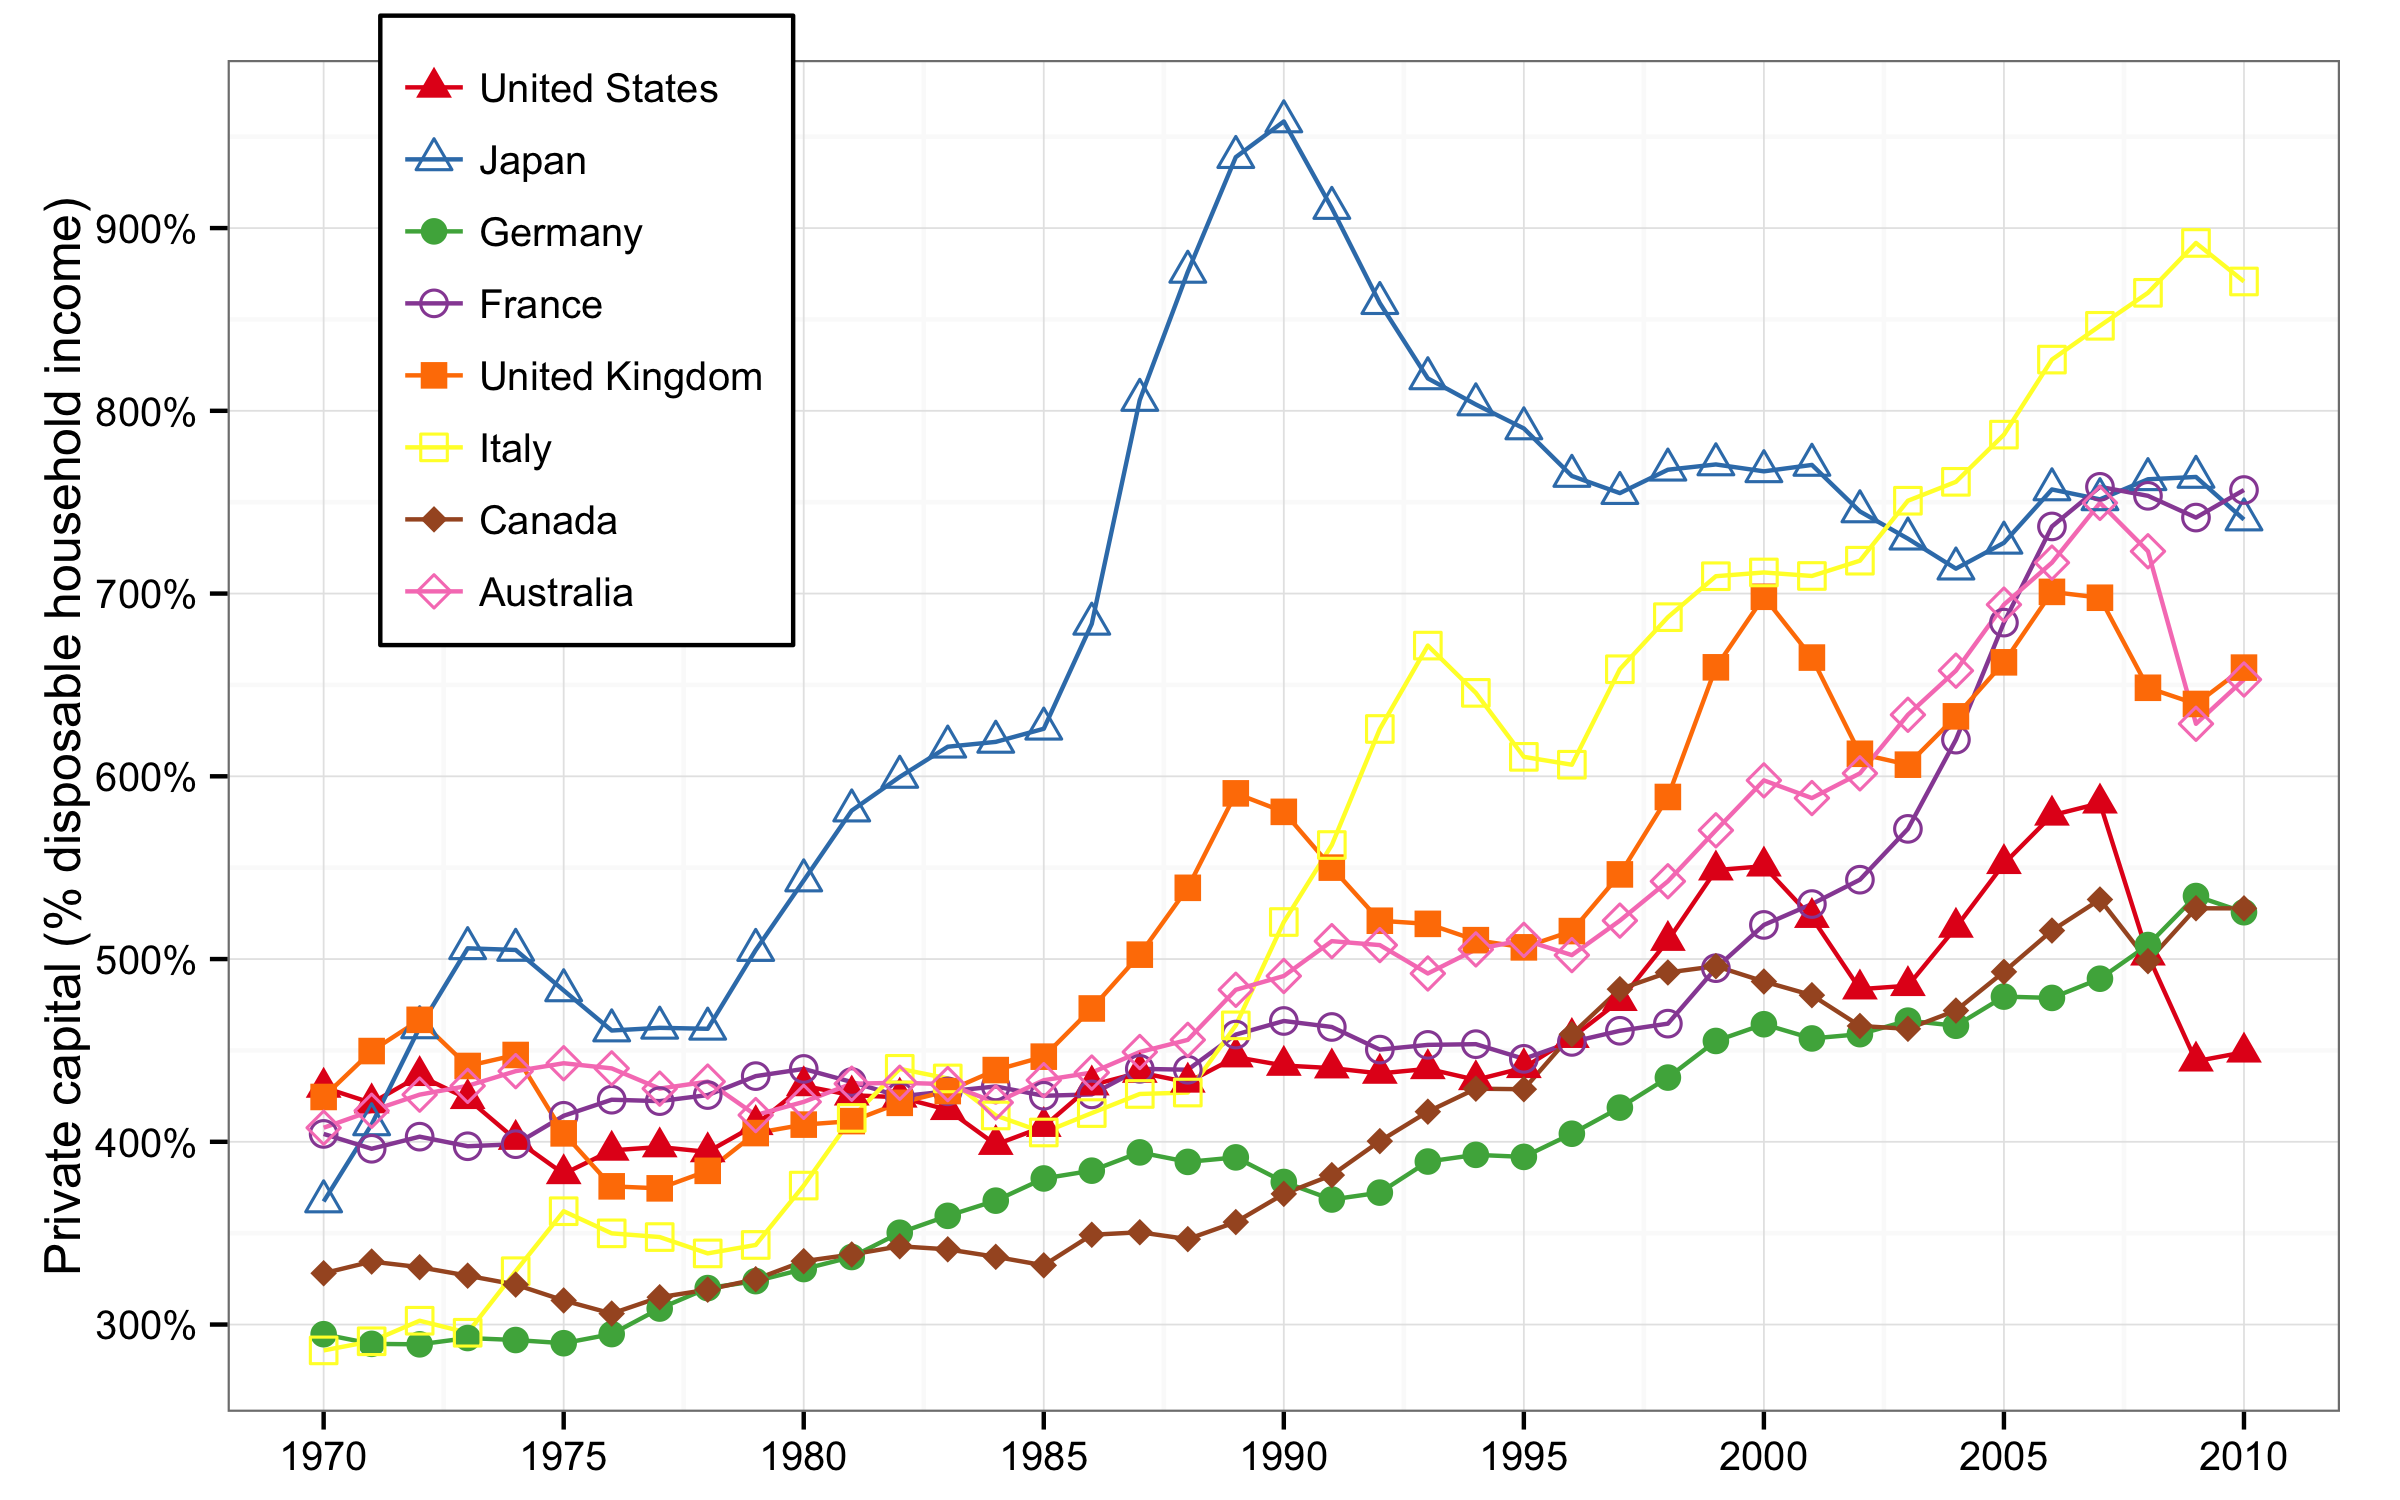 United States
Japan
Germany
France
United Kingdom
Italy
Canada
Australia
Private capital (% disposable household income)
900%
800%
700%
600%
500%
400%
300%
1970 1975 1980 1985 1990 1995 2000 2005 2010